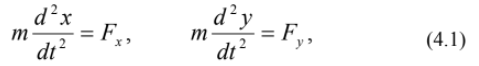 m d²x/dt² = Fₓ, m d²y/dt² = F_y, (4.1)